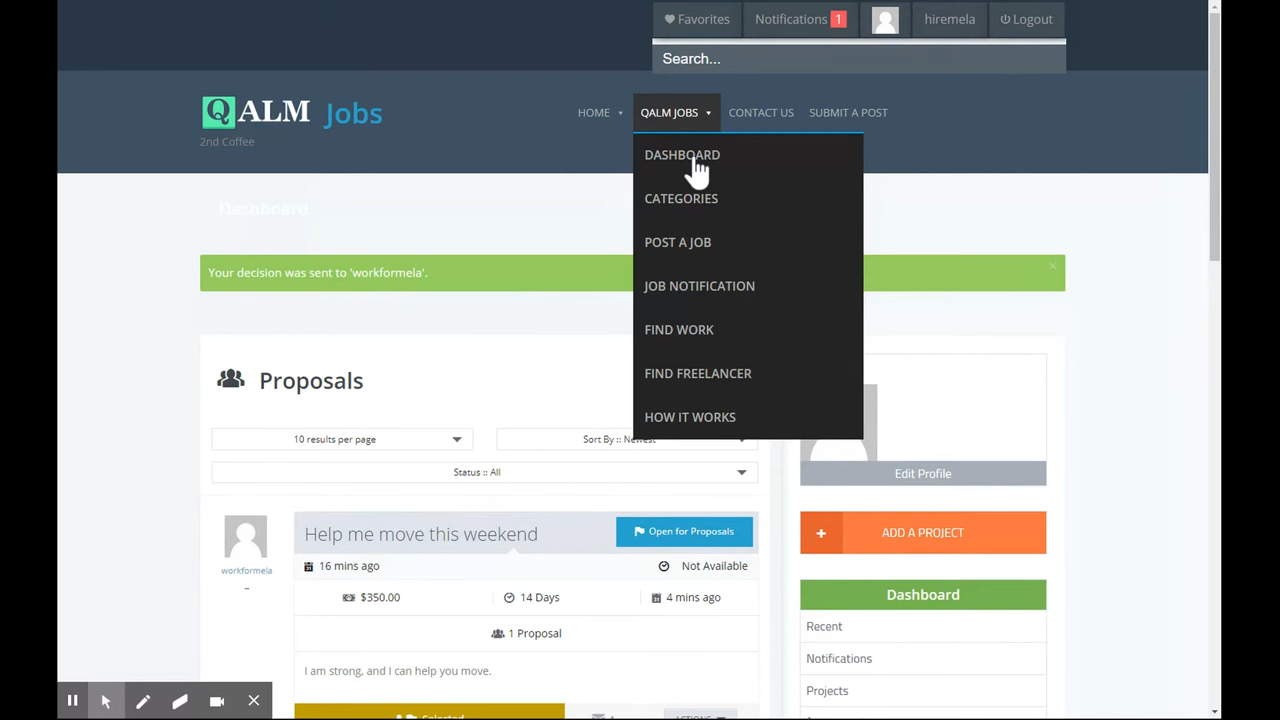 Favorites
Notifications 1
hiremela
Logout
Search...
QALM Jobs
2nd Coffee
HOME
QALM JOBS
CONTACT US
SUBMIT A POST
DASHBOARD
CATEGORIES
POST A JOB
JOB NOTIFICATION
FIND WORK
FIND FREELANCER
HOW IT WORKS
Dashboard
Your decision was sent to 'workformela'.
×
Proposals
10 results per page
Sort By :: Newest
Status :: All
workformela
–
Help me move this weekend
Open for Proposals
16 mins ago
Not Available
$350.00
14 Days
4 mins ago
1 Proposal
I am strong, and I can help you move.
Selected
ACTIONS
Edit Profile
+ ADD A PROJECT
Dashboard
Recent
Notifications
Projects